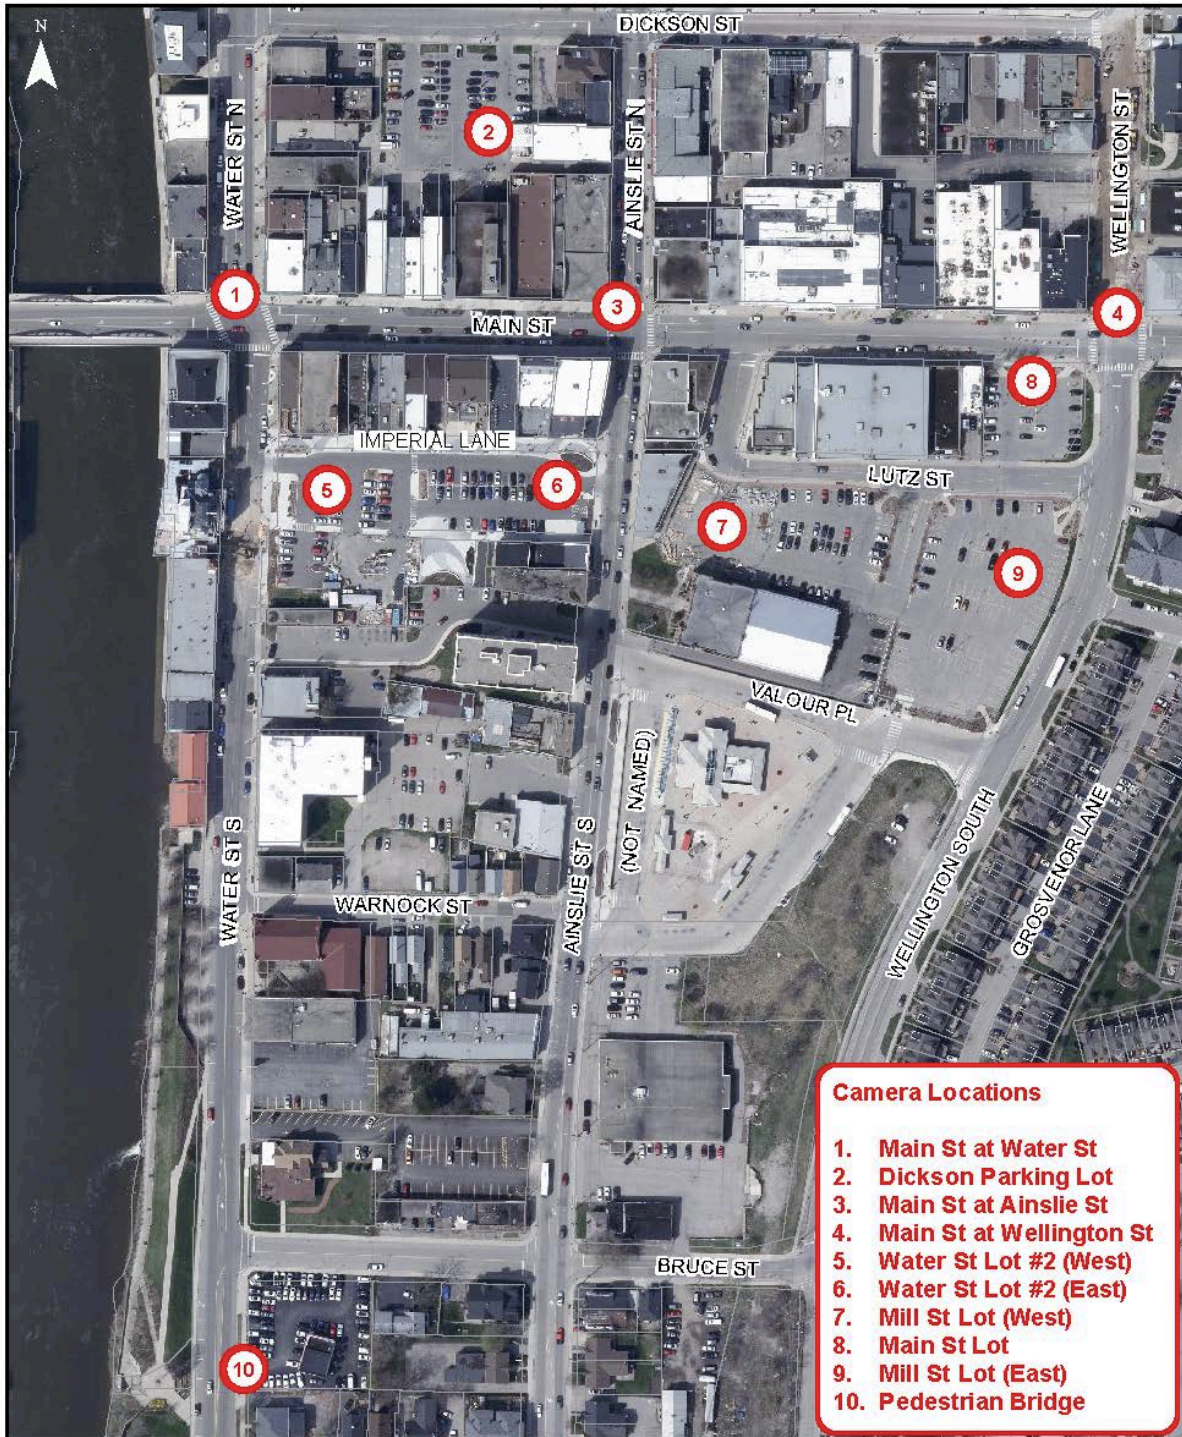 N
DICKSON ST
WATER ST N
AINSLIE ST N
WELLINGTON ST
2
1
3
4
MAIN ST
8
IMPERIAL LANE
LUTZ ST
5
6
7
9
VALOUR PL
(NOT NAMED)
WATER ST S
AINSLIE ST S
WELLINGTON SOUTH
GROSVENOR LANE
WARNOCK ST
BRUCE ST
10
Camera Locations
1. Main St at Water St
2. Dickson Parking Lot
3. Main St at Ainslie St
4. Main St at Wellington St
5. Water St Lot #2 (West)
6. Water St Lot #2 (East)
7. Mill St Lot (West)
8. Main St Lot
9. Mill St Lot (East)
10. Pedestrian Bridge